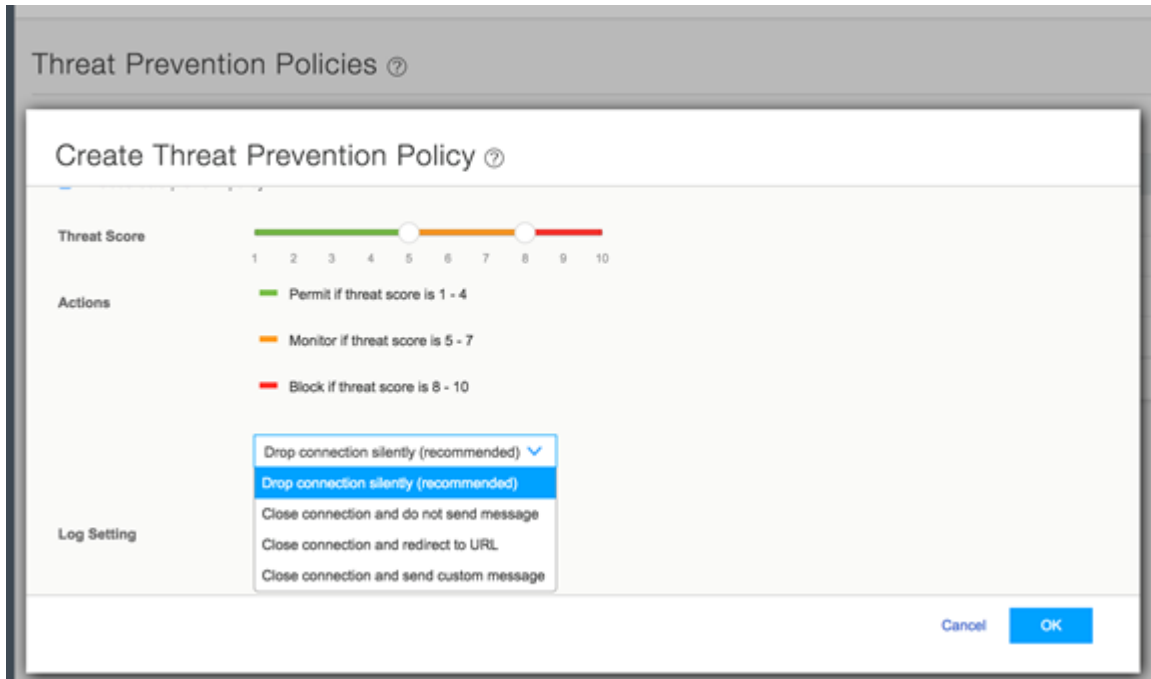 Threat Prevention Policies ?
Create Threat Prevention Policy ?
Threat Score
1 2 3 4 5 6 7 8 9 10
Actions
Permit if threat score is 1 - 4
Monitor if threat score is 5 - 7
Block if threat score is 8 - 10
Drop connection silently (recommended)
Drop connection silently (recommended)
Close connection and do not send message
Log Setting
Close connection and redirect to URL
Close connection and send custom message
Cancel OK